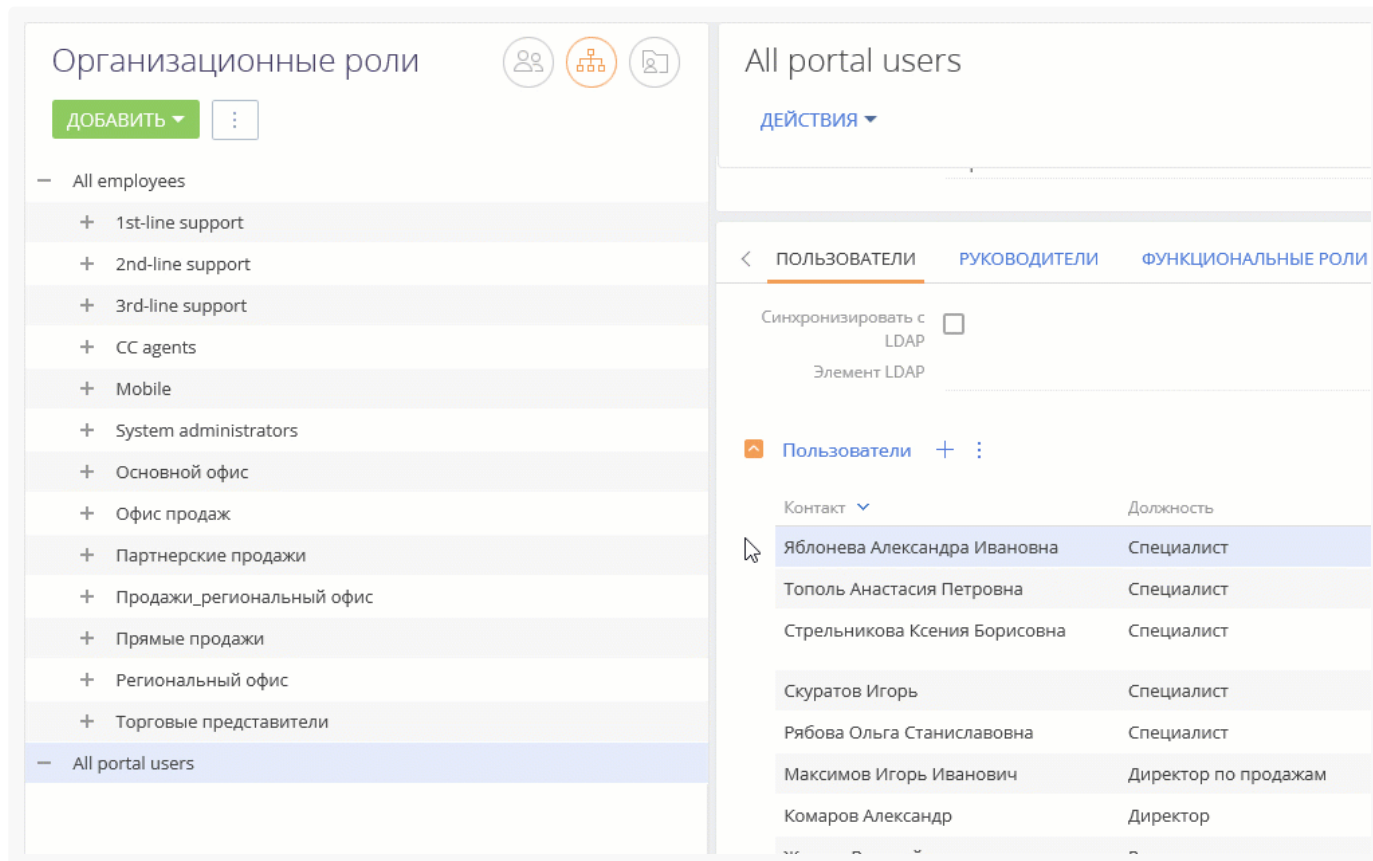 Организационные роли
ДОБАВИТЬ
All employees
1st-line support
2nd-line support
3rd-line support
CC agents
Mobile
System administrators
Основной офис
Офис продаж
Партнерские продажи
Продажи_региональный офис
Прямые продажи
Региональный офис
Торговые представители
All portal users
All portal users
ДЕЙСТВИЯ
ПОЛЬЗОВАТЕЛИ РУКОВОДИТЕЛИ ФУНКЦИОНАЛЬНЫЕ РОЛИ
Синхронизировать с
LDAP
Элемент LDAP
Пользователи
Контакт Должность
Яблонева Александра Ивановна Специалист
Тополь Анастасия Петровна Специалист
Стрельникова Ксения Борисовна Специалист
Скуратов Игорь Специалист
Рябова Ольга Станиславовна Специалист
Максимов Игорь Иванович Директор по продажам
Комаров Александр Директор